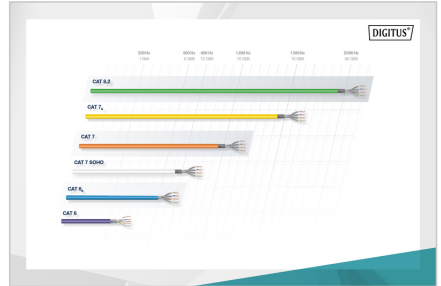 DIGITUS®
250 Hz 500 Hz 600 Hz 1.000 Hz 1.500 Hz 2.000 Hz
CAT 8.2
CAT 7A
CAT 7
CAT 7 SOHO
CAT 6A
CAT 6